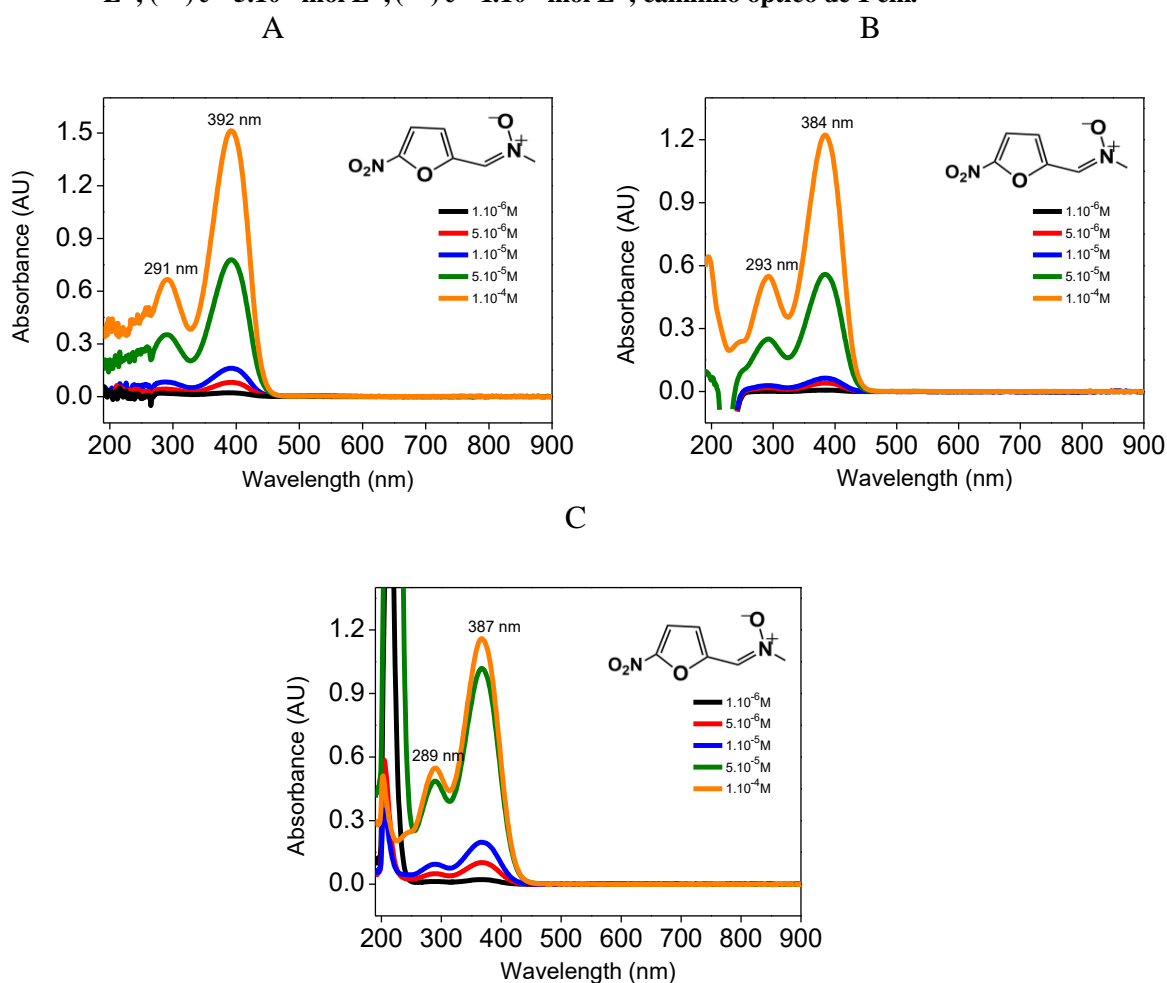 mol L caminho óptico de 1 cm.
A
B
392 nm
291 nm
1.5
1.2
0.9
0.6
0.3
0.0
Absorbance (AU)
200 300 400 500 600 700 800 900
Wavelength (nm)
O₂N O N⁺ ⁻O
1.10⁻⁶M
5.10⁻⁶M
1.10⁻⁵M
5.10⁻⁵M
1.10⁻⁴M
384 nm
293 nm
1.2
0.9
0.6
0.3
0.0
Absorbance (AU)
200 300 400 500 600 700 800 900
Wavelength (nm)
O₂N O N⁺ ⁻O
1.10⁻⁶M
5.10⁻⁶M
1.10⁻⁵M
5.10⁻⁵M
1.10⁻⁴M
C
387 nm
289 nm
1.2
0.9
0.6
0.3
0.0
Absorbance (AU)
200 300 400 500 600 700 800 900
Wavelength (nm)
O₂N O N⁺ ⁻O
1.10⁻⁶M
5.10⁻⁶M
1.10⁻⁵M
5.10⁻⁵M
1.10⁻⁴M